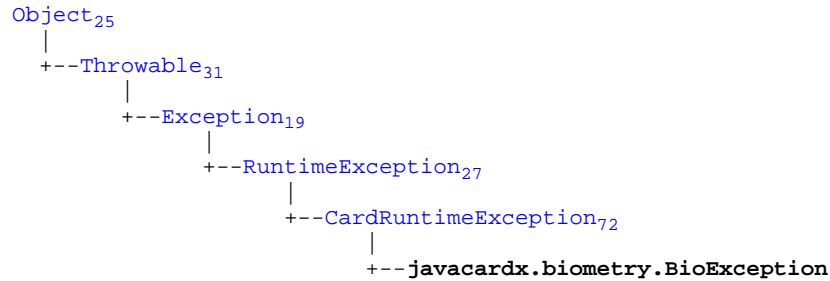 Object25
|
+--Throwable31
|
+--Exception19
|
+--RuntimeException27
|
+--CardRuntimeException72
|
+--javacardx.biometry.BioException